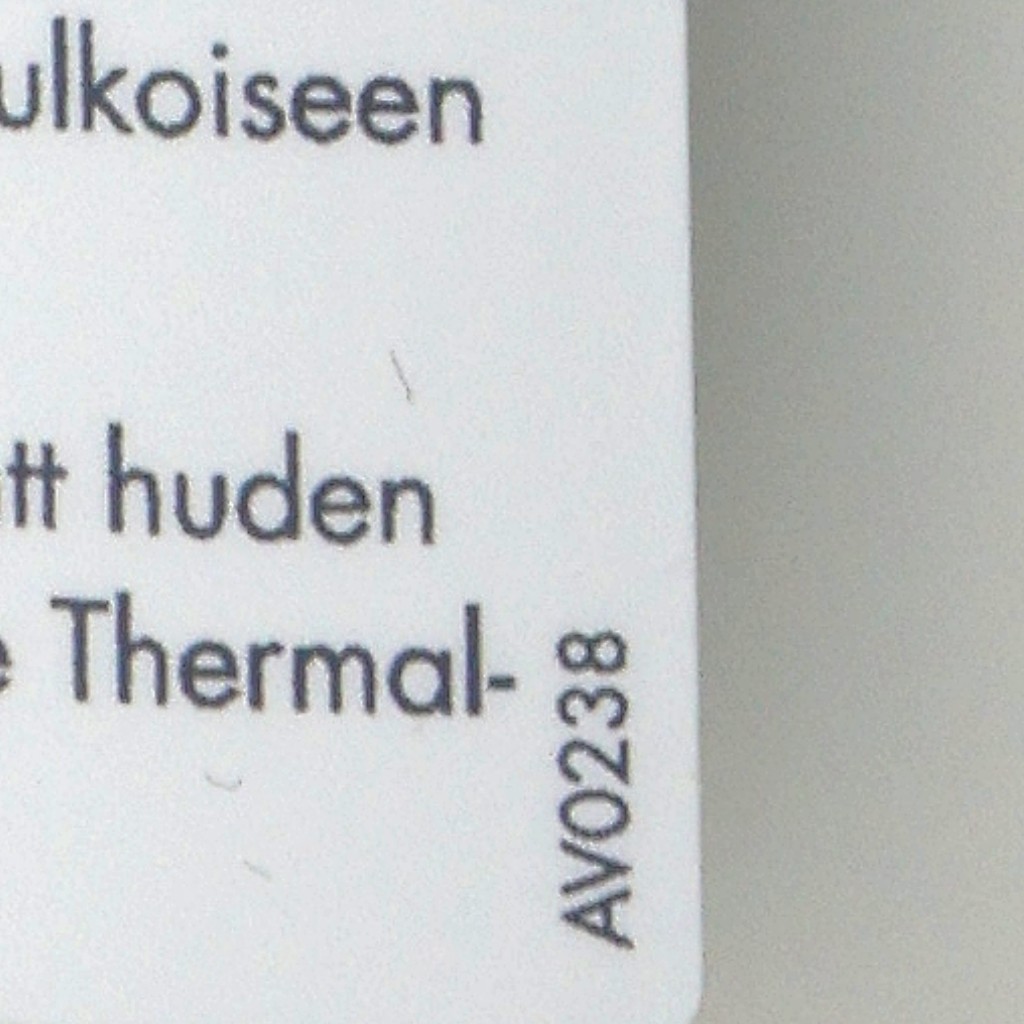 ulkoiseen
tt huden
Thermal-
AV0238